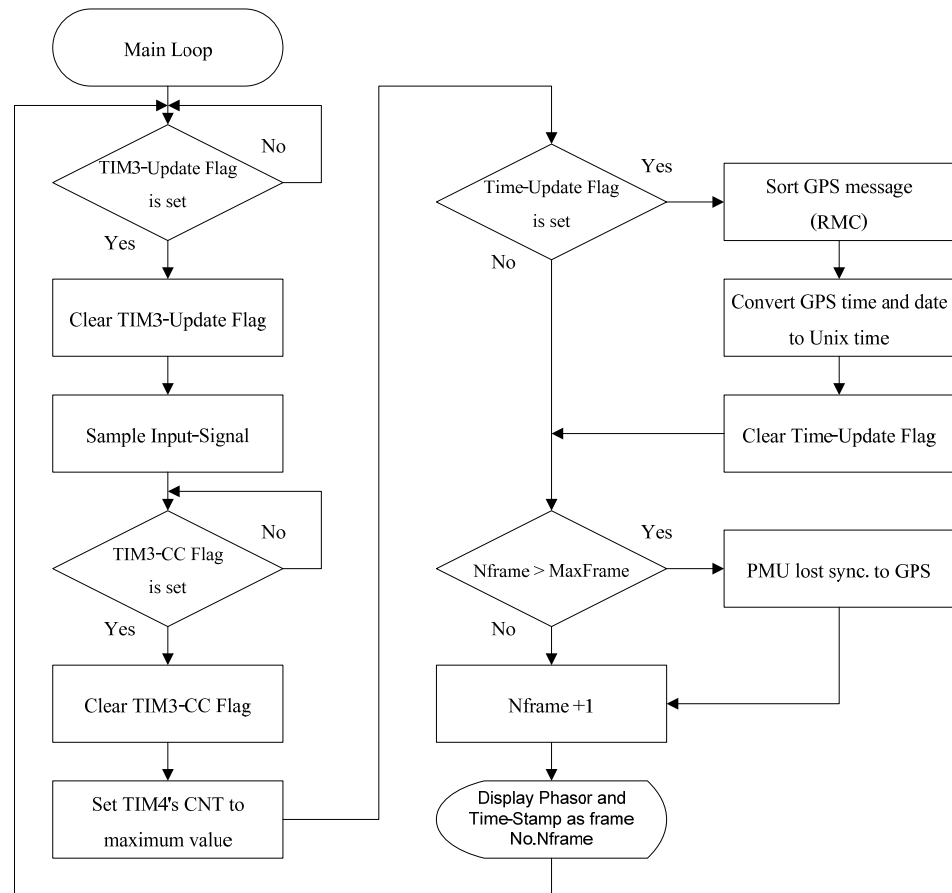 Main Loop
No
TIM3-Update Flag
is set
Yes
Clear TIM3-Update Flag
Sample Input-Signal
No
TIM3-CC Flag
is set
Yes
Clear TIM3-CC Flag
Set TIM4's CNT to
maximum value
Yes
Time-Update Flag
is set
No
Sort GPS message
(RMC)
Convert GPS time and date
to Unix time
Clear Time-Update Flag
Yes
Nframe > MaxFrame
No
PMU lost sync. to GPS
Nframe +1
Display Phasor and
Time-Stamp as frame
No.Nframe